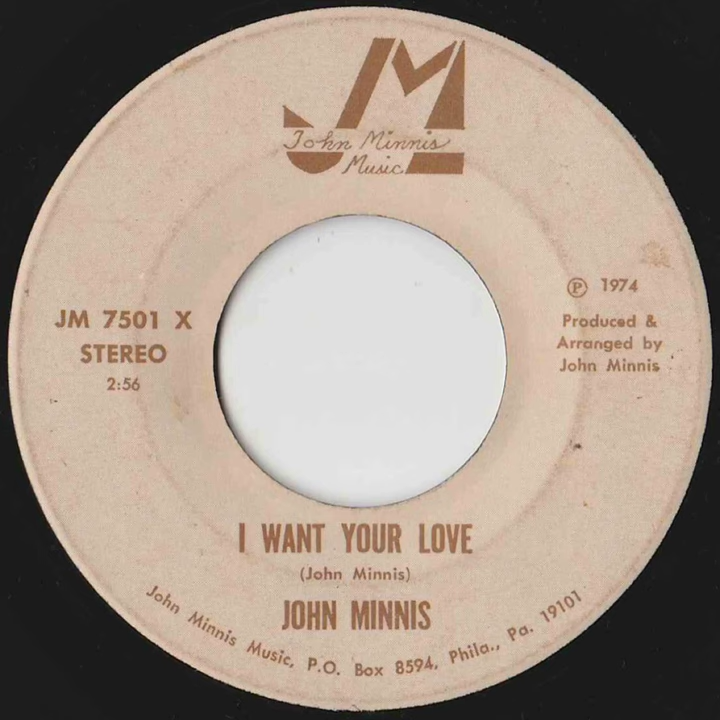 JM
John Minnis
Music
JM 7501 X
STEREO
2:56
℗ 1974
Produced &
Arranged by
John Minnis
I WANT YOUR LOVE
(John Minnis)
JOHN MINNIS
John Minnis Music, P.O. Box 8594, Phila., Pa. 19101